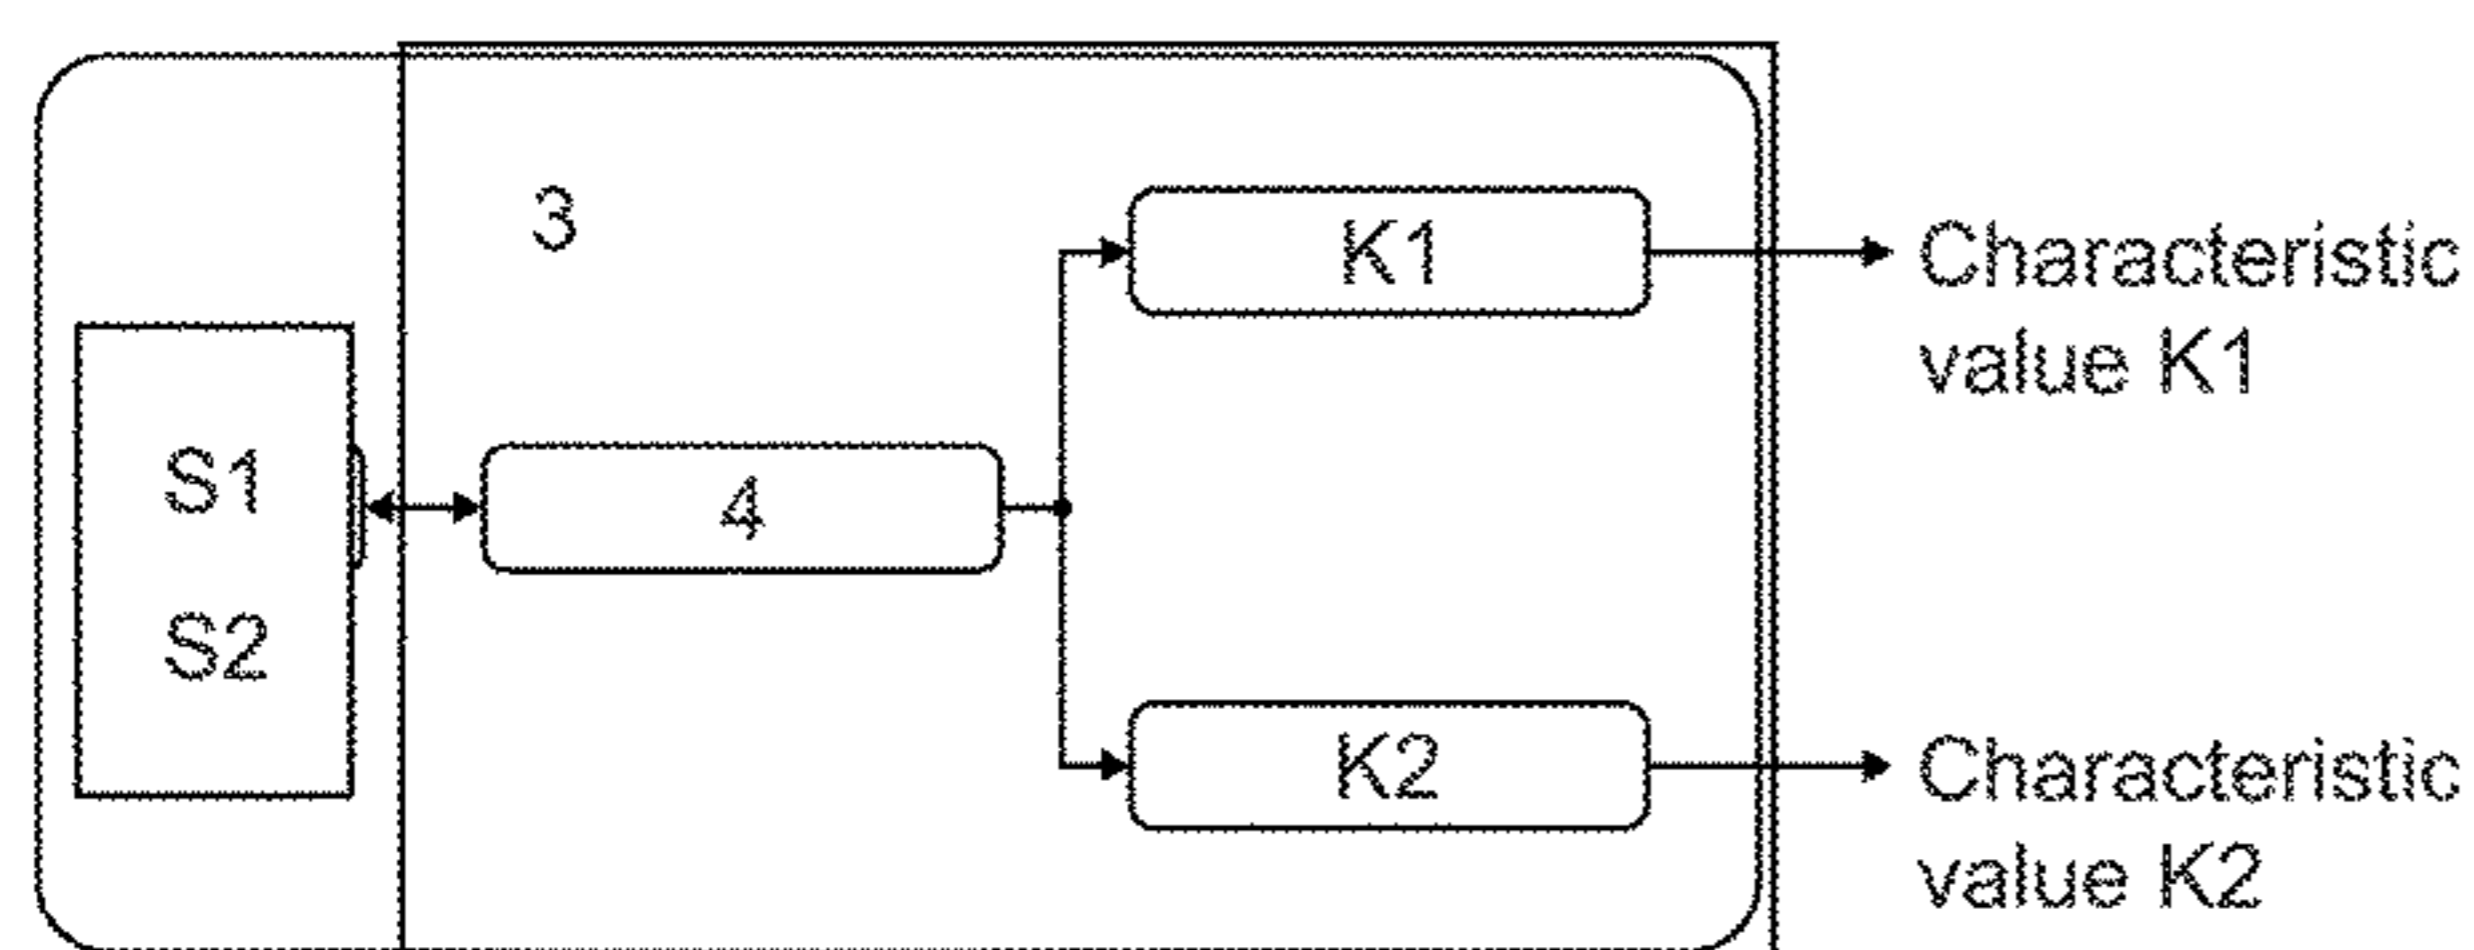 3
K1
Characteristic
value K1
S1
4
S2
K2
Characteristic
value K2